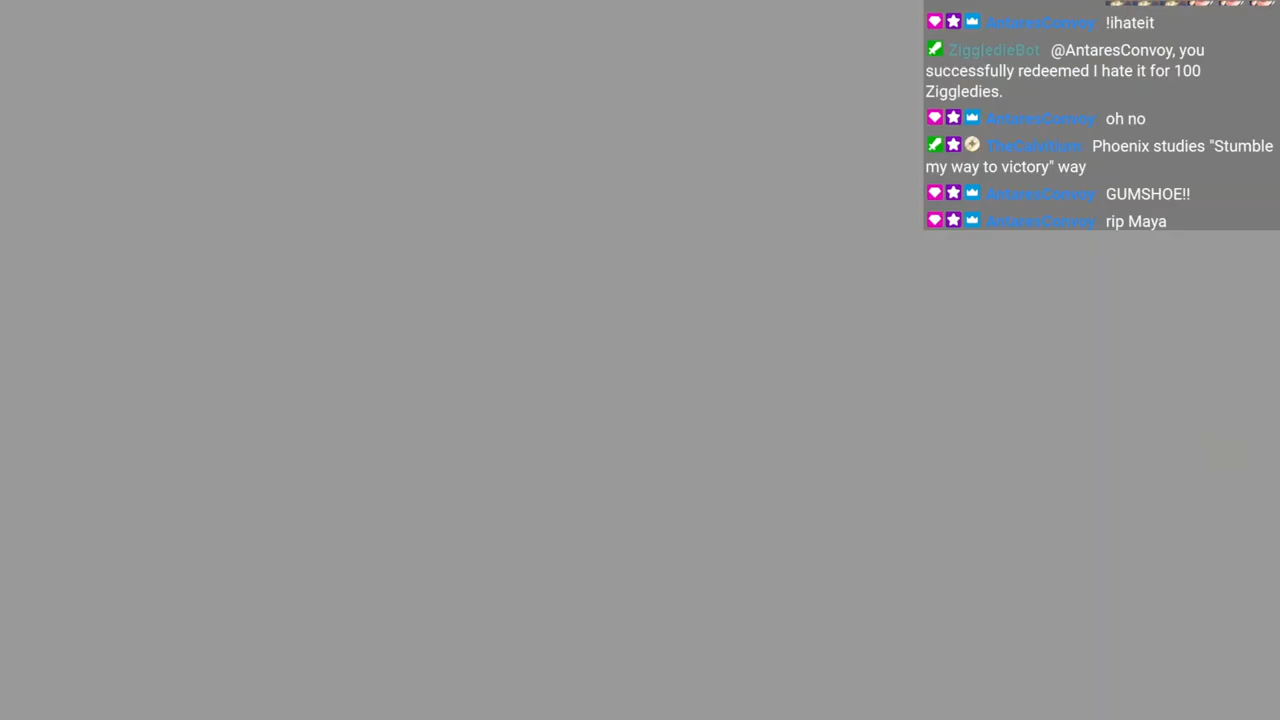 AntaresConvoy !ihateit
ZiggledieBot @AntaresConvoy, you
successfully redeemed I hate it for 100
Ziggledies.
AntaresConvoy oh no
TheCalvitium Phoenix studies "Stumble
my way to victory" way
AntaresConvoy GUMSHOE!!
AntaresConvoy rip Maya